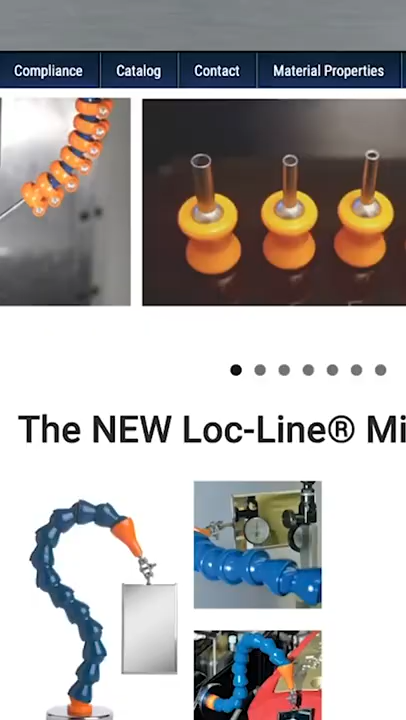 Compliance
Catalog
Contact
Material Properties
The NEW Loc-Line® Mi